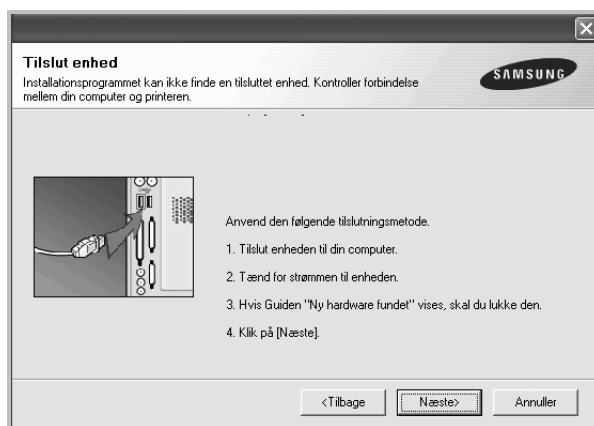 Tilslut enhed
Installationsprogrammet kan ikke finde en tilsluttet enhed. Kontroller forbindelse
mellem din computer og printeren.
SAMSUNG
Anvend den følgende tilslutningsmetode.
1. Tilslut enheden til din computer.
2. Tænd for strømmen til enheden.
3. Hvis Guiden "Ny hardware fundet" vises, skal du lukke den.
4. Klik på [Næste].
<Tilbage
Næste>
Annuller